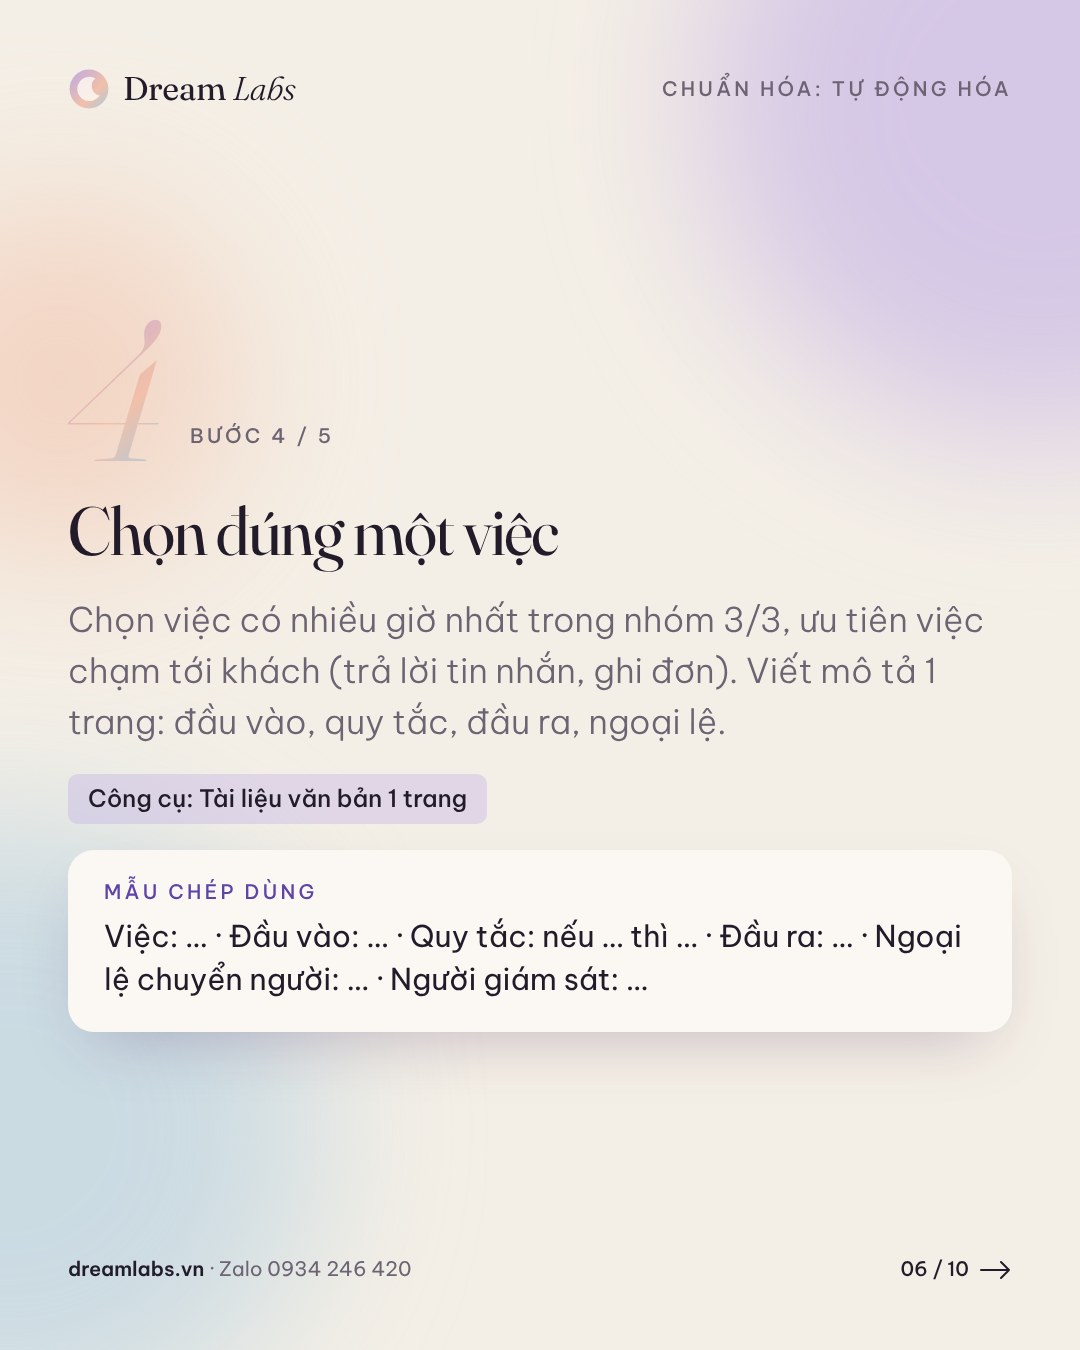 Dream Labs
CHUẨN HÓA: TỰ ĐỘNG HÓA
4
BƯỚC 4 / 5
Chọn đúng một việc
Chọn việc có nhiều giờ nhất trong nhóm 3/3, ưu tiên việc
chạm tới khách (trả lời tin nhắn, ghi đơn). Viết mô tả 1
trang: đầu vào, quy tắc, đầu ra, ngoại lệ.
Công cụ: Tài liệu văn bản 1 trang
MẪU CHÉP DÙNG
Việc: ... · Đầu vào: ... · Quy tắc: nếu ... thì ... · Đầu ra: ... · Ngoại
lệ chuyển người: ... · Người giám sát: ...
dreamlabs.vn · Zalo 0934 246 420
06 / 10 →